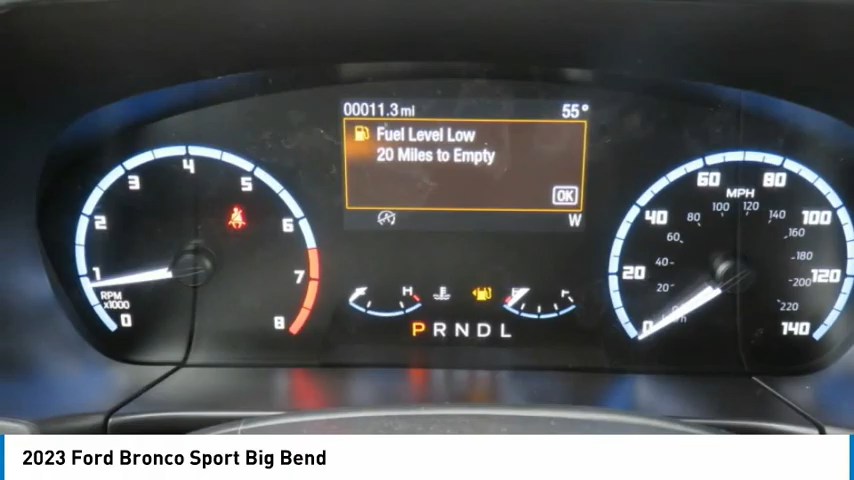 00011.3 mi 55°
Fuel Level Low
20 Miles to Empty
OK
W
0 1 2 3 4 5 6 7 8
RPM
x1000
H
P R N D L
0 20 40 60 80 100 120 140
MPH
20 40 60 80 100 120 140 160 180 200 220
2023 Ford Bronco Sport Big Bend